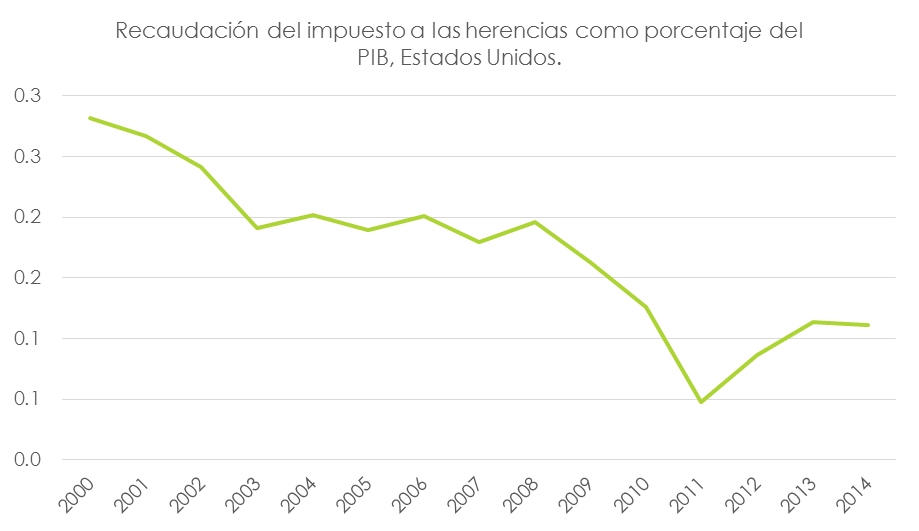 Recaudación del impuesto a las herencias como porcentaje del
PIB, Estados Unidos.
0.3
0.3
0.2
0.2
0.1
0.1
0.0
2000 2001 2002 2003 2004 2005 2006 2007 2008 2009 2010 2011 2012 2013 2014